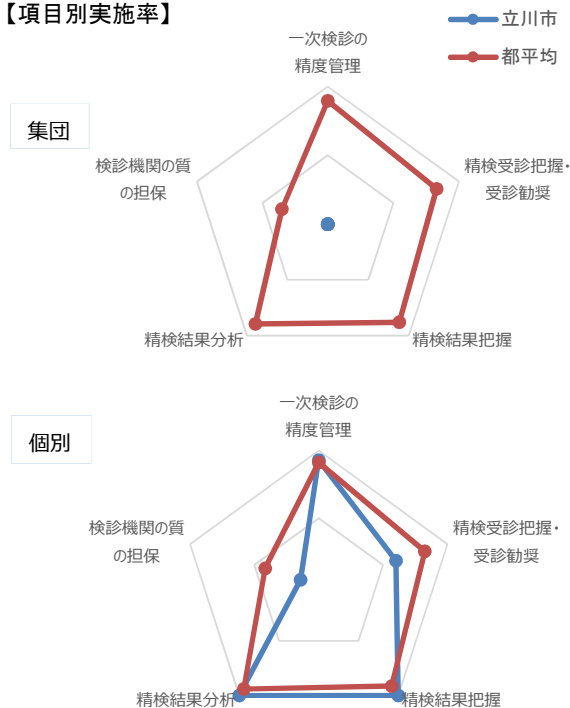 【項目別実施率】
立川市
都平均
集団
一次検診の
精度管理
精検受診把握・
受診勧奨
精検結果把握
精検結果分析
検診機関の質
の担保
個別
一次検診の
精度管理
精検受診把握・
受診勧奨
精検結果把握
精検結果分析
検診機関の質
の担保